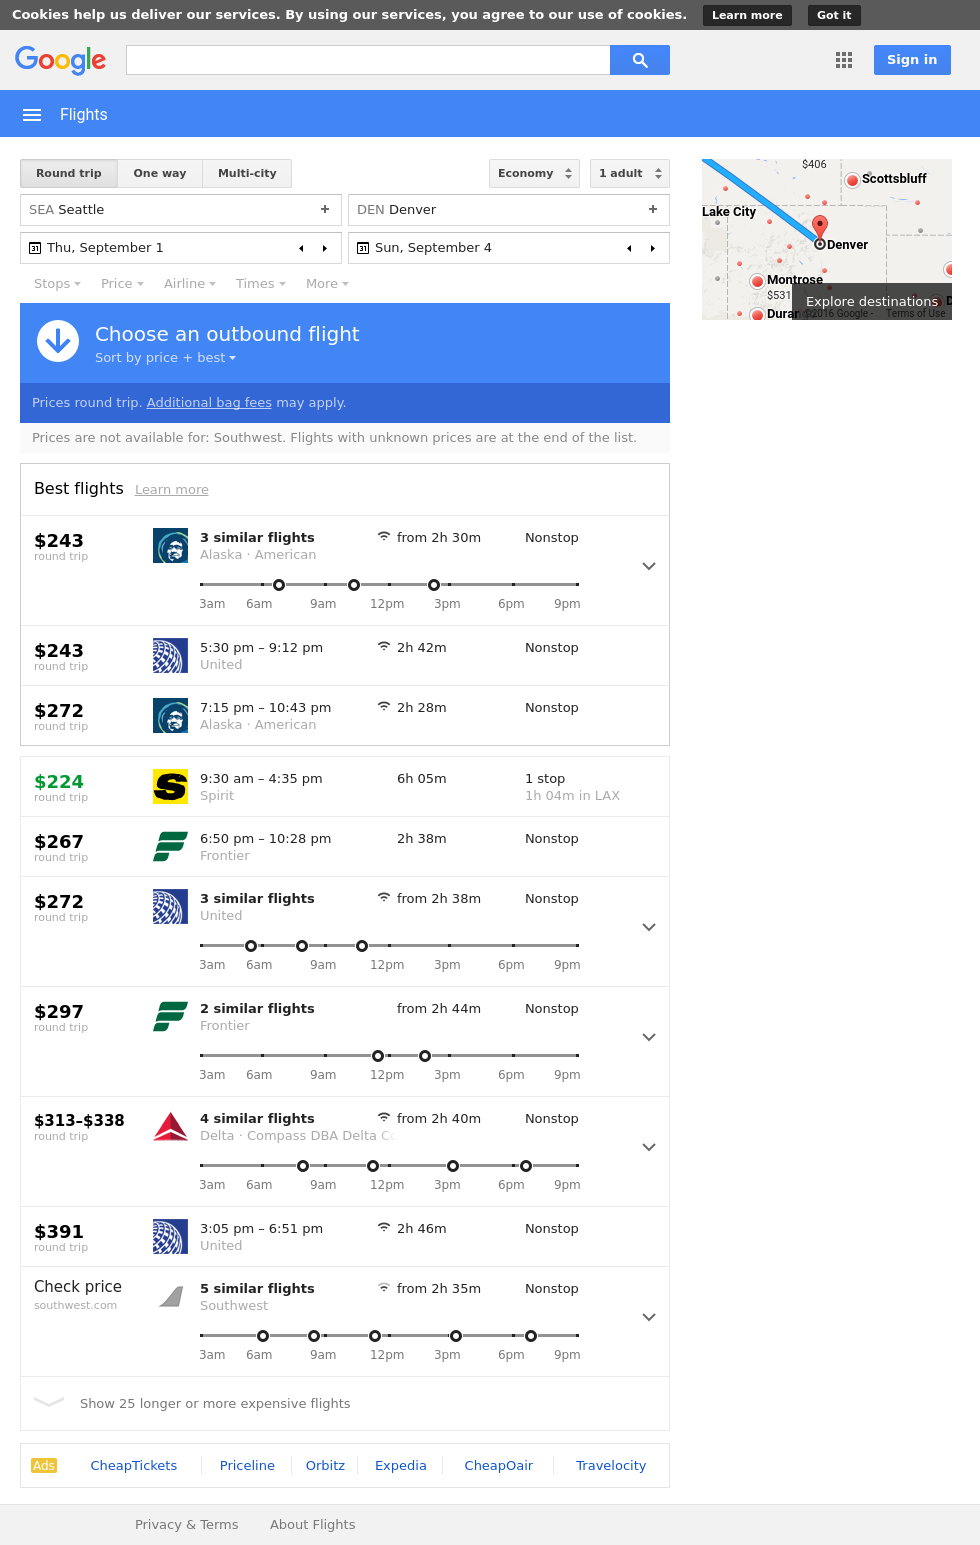 Cookies help us deliver our services. By using our services, you agree to our use of cookies. Learn more Got it
Google Sign in
Flights
Round trip One way Multi-city Economy 1 adult
SEA Seattle + DEN Denver +
31 Thu, September 1 31 Sun, September 4
Stops Price Airline Times More
$406
Scottsbluff
Lake City
Denver
Montrose
$531
Explore destinations
Duran ©2016 Google - Terms of Use
Choose an outbound flight
Sort by price + best
Prices round trip. Additional bag fees may apply.
Prices are not available for: Southwest. Flights with unknown prices are at the end of the list.
Best flights Learn more
$243 3 similar flights from 2h 30m Nonstop
round trip Alaska · American
3am 6am 9am 12pm 3pm 6pm 9pm
$243 5:30 pm – 9:12 pm 2h 42m Nonstop
round trip United
$272 7:15 pm – 10:43 pm 2h 28m Nonstop
round trip Alaska · American
$224 9:30 am – 4:35 pm 6h 05m 1 stop
round trip Spirit 1h 04m in LAX
$267 6:50 pm – 10:28 pm 2h 38m Nonstop
round trip Frontier
$272 3 similar flights from 2h 38m Nonstop
round trip United
3am 6am 9am 12pm 3pm 6pm 9pm
$297 2 similar flights from 2h 44m Nonstop
round trip Frontier
3am 6am 9am 12pm 3pm 6pm 9pm
$313–$338 4 similar flights from 2h 40m Nonstop
round trip Delta · Compass DBA Delta Co
3am 6am 9am 12pm 3pm 6pm 9pm
$391 3:05 pm – 6:51 pm 2h 46m Nonstop
round trip United
Check price 5 similar flights from 2h 35m Nonstop
southwest.com Southwest
3am 6am 9am 12pm 3pm 6pm 9pm
Show 25 longer or more expensive flights
Ads CheapTickets Priceline Orbitz Expedia CheapOair Travelocity
Privacy & Terms About Flights